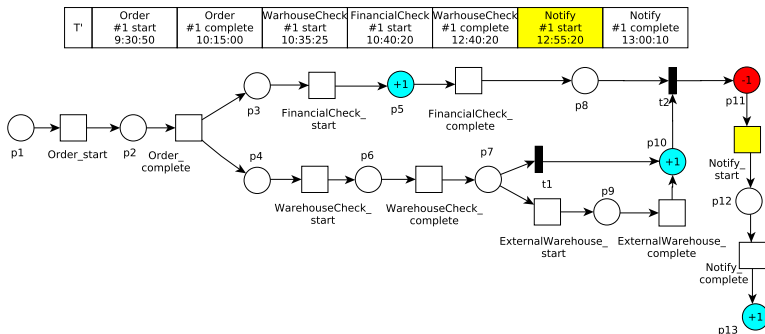 T'
Order
#1 start
9:30:50
Order
#1 complete
10:15:00
WarhouseCheck
#1 start
10:35:25
FinancialCheck
#1 start
10:40:20
WarhouseCheck
#1 complete
12:40:20
Notify
#1 start
12:55:20
Notify
#1 complete
13:00:10
p1
Order_start
p2
Order_
complete
p3
FinancialCheck_
start
+1
p5
FinancialCheck_
complete
p8
t2
-1
p11
p4
WarehouseCheck_
start
p6
WarehouseCheck_
complete
p7
t1
p10
+1
ExternalWarehouse_
start
p9
ExternalWarehouse_
complete
Notify_
start
p12
Notify_
complete
+1
p13